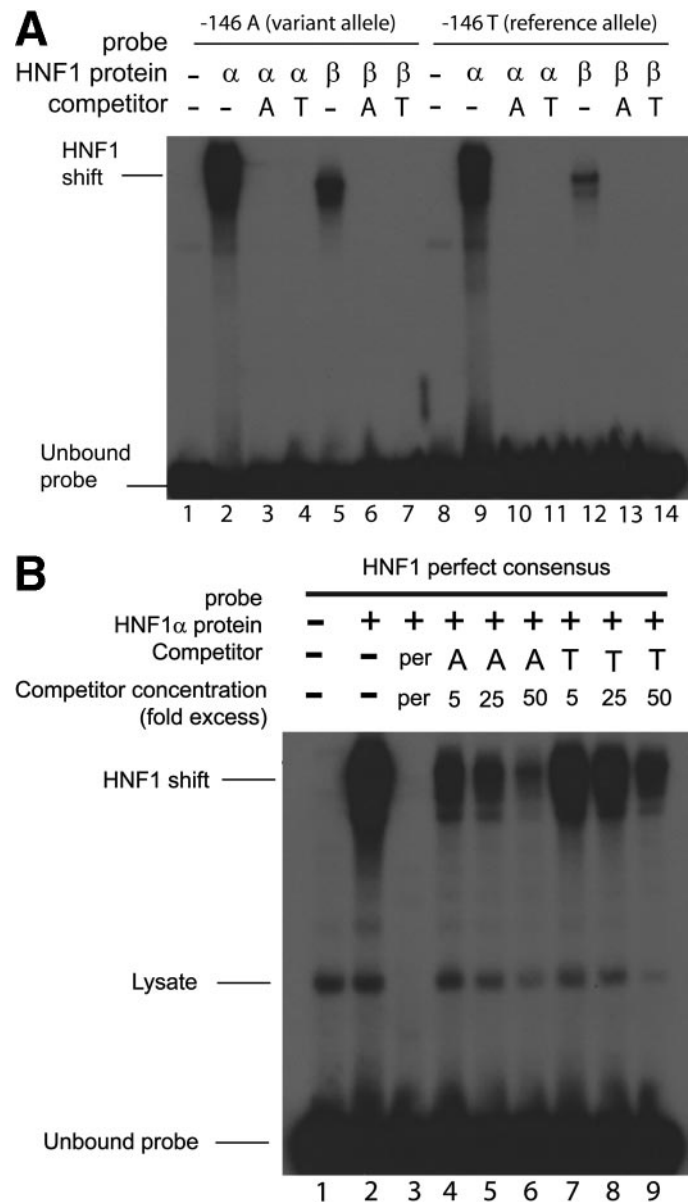 A
-146 A (variant allele) -146 T (reference allele)
probe
HNF1 protein – α α α β β β – α α α β β β
competitor – – A T – A T – – A T – A T
HNF1
shift
Unbound
probe
1 2 3 4 5 6 7 8 9 10 11 12 13 14
B
HNF1 perfect consensus
probe
HNF1α protein – + + + + + + + +
Competitor – – per A A A T T T
Competitor concentration – – per 5 25 50 5 25 50
(fold excess)
HNF1 shift
Lysate
Unbound probe
1 2 3 4 5 6 7 8 9